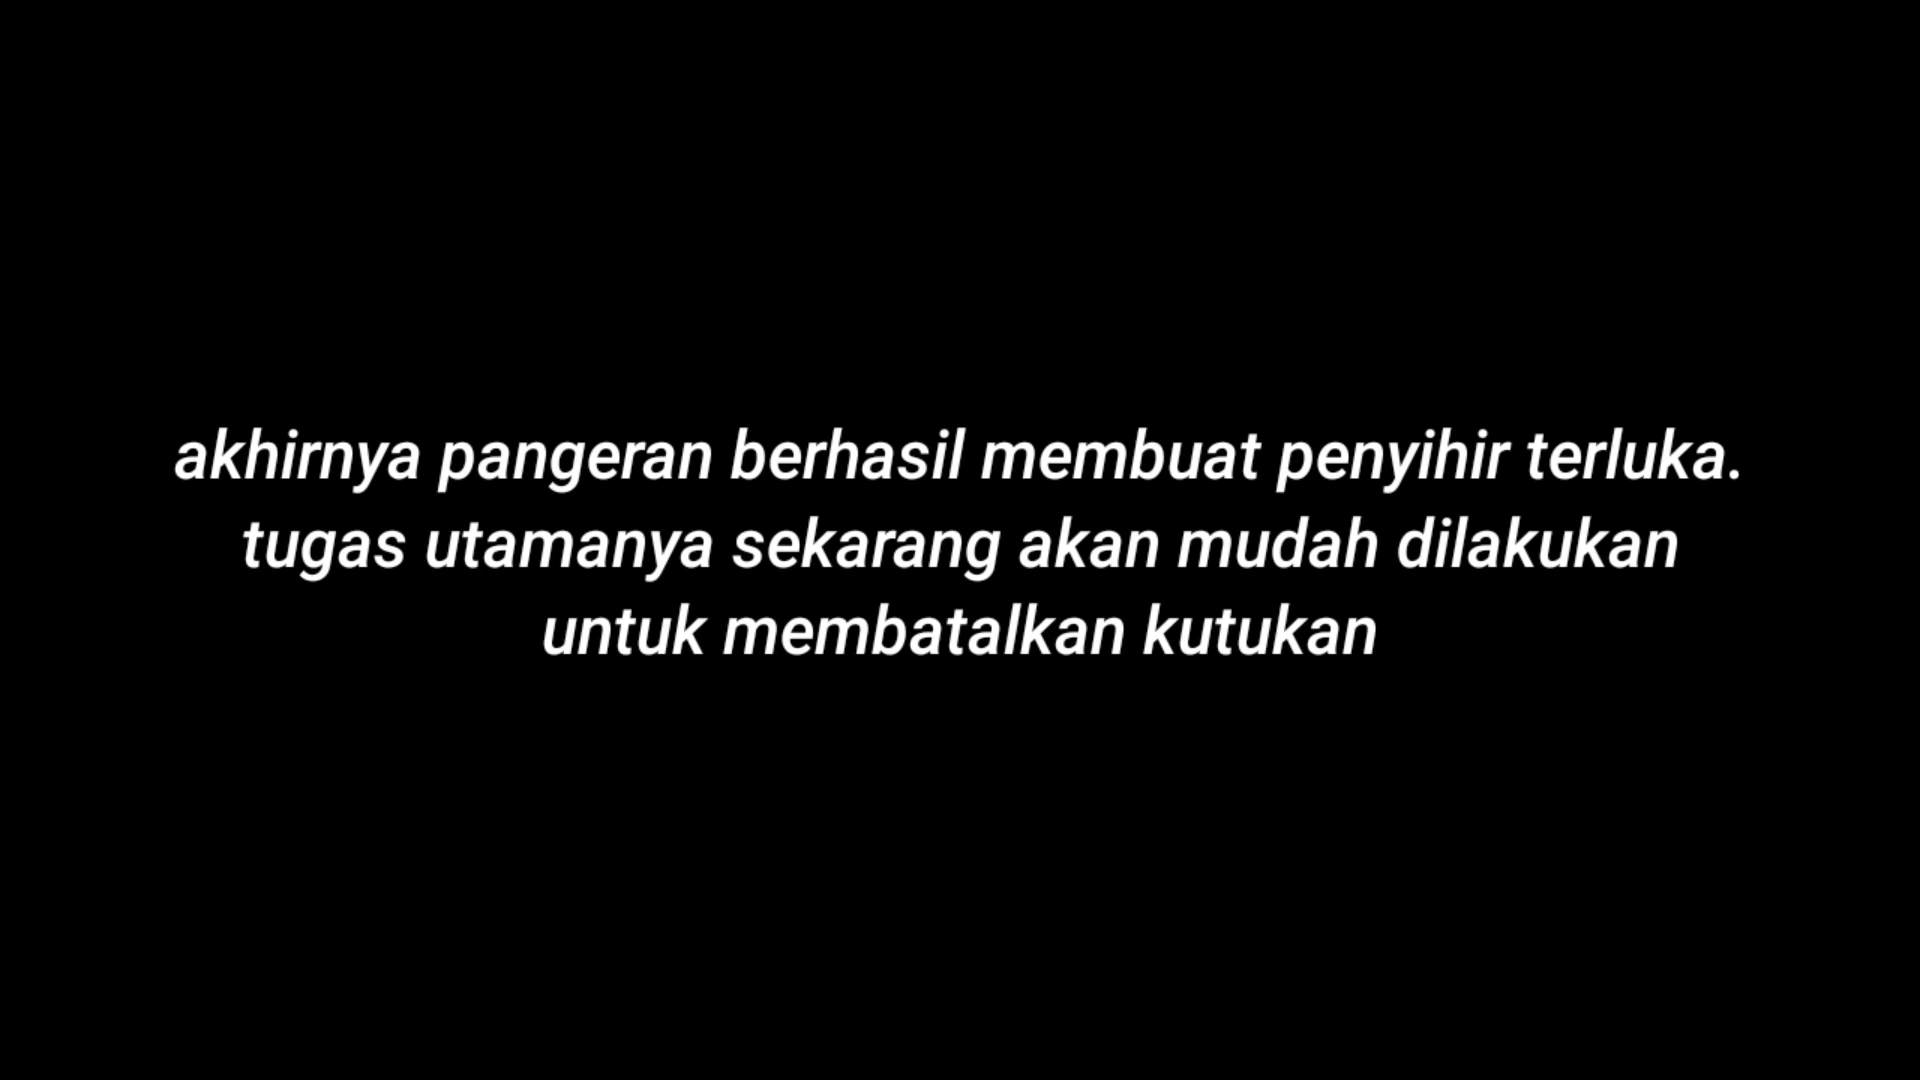 akhirnya pangeran berhasil membuat penyihir terluka.
tugas utamanya sekarang akan mudah dilakukan
untuk membatalkan kutukan